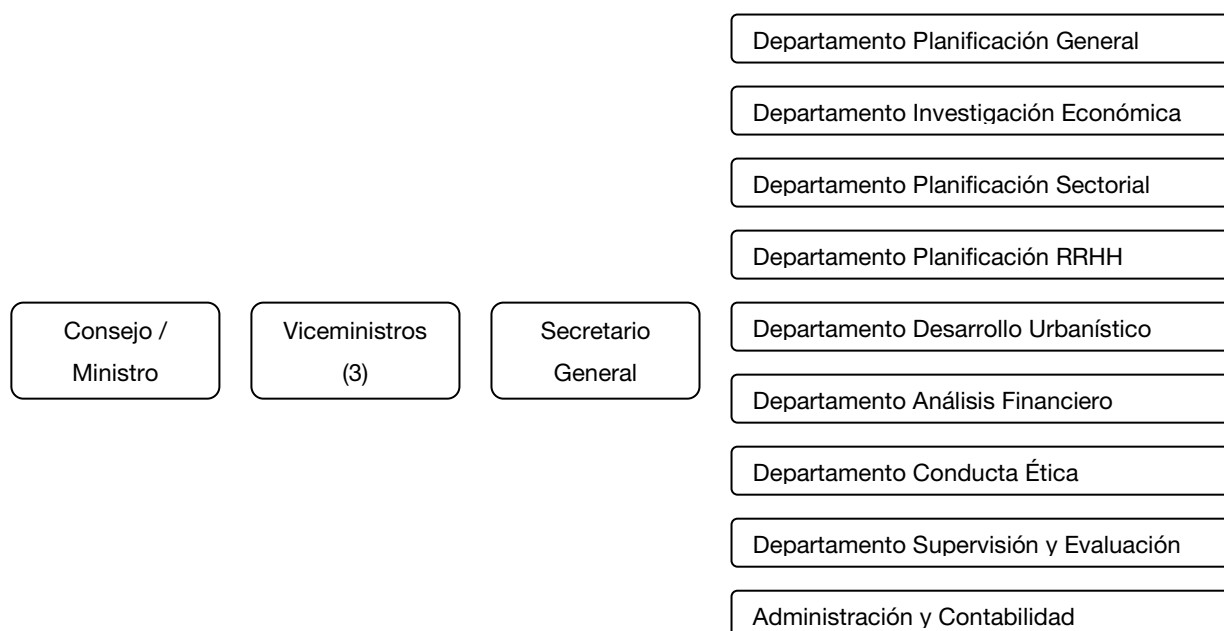 Consejo /
Ministro
Viceministros
(3)
Secretario
General
Departamento Planificación General
Departamento Investigación Económica
Departamento Planificación Sectorial
Departamento Planificación RRHH
Departamento Desarrollo Urbanístico
Departamento Análisis Financiero
Departamento Conducta Ética
Departamento Supervisión y Evaluación
Administración y Contabilidad